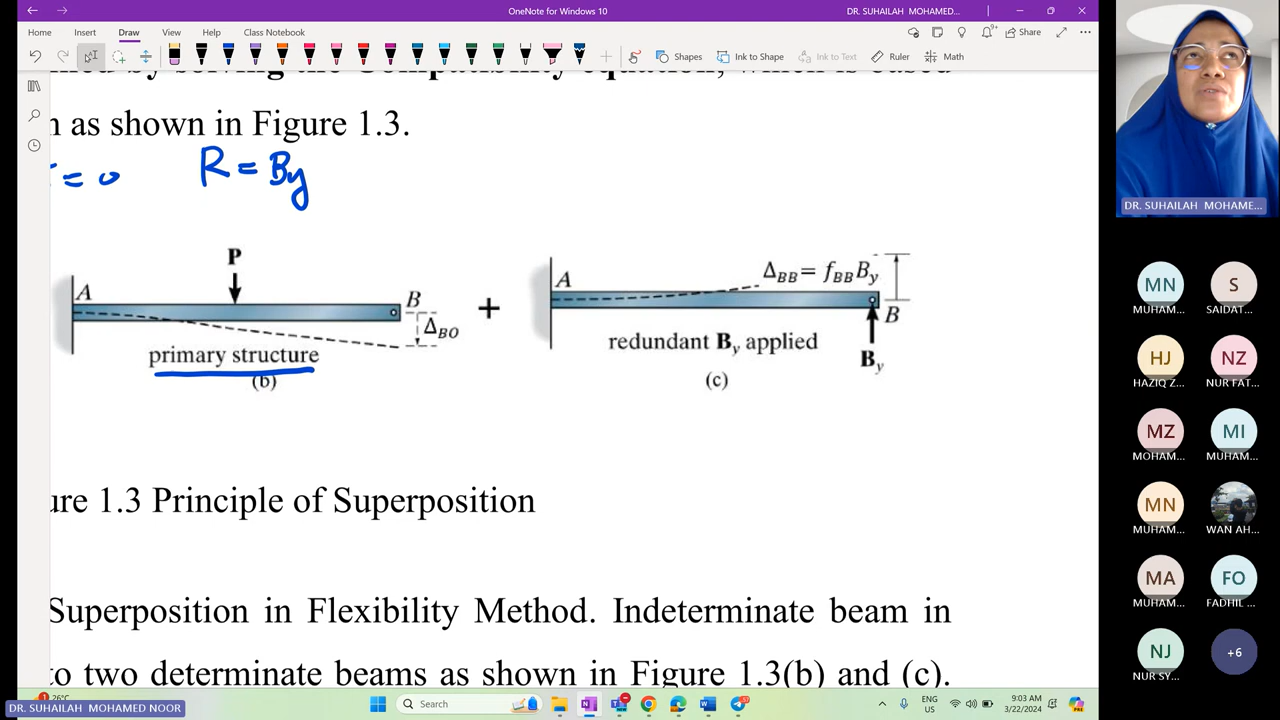 OneNote for Windows 10
DR. SUHAILAH MOHAMED...
Home Insert Draw View Help Class Notebook
Share
Shapes Ink to Shape Ink to Text Ruler Math
n as shown in Figure 1.3.
= 0 R = By
P
A
B
ΔBO
primary structure
(b)
+
A
ΔBB = fBB By
B
redundant By applied
By
(c)
ure 1.3 Principle of Superposition
Superposition in Flexibility Method. Indeterminate beam in
to two determinate beams as shown in Figure 1.3(b) and (c).
DR. SUHAILAH MOHAME...
MN S
MUHAM... SAIDAT...
HJ NZ
HAZIQ Z... NUR FAT...
MZ MI
MOHAM... MUHAM...
MN
MUHAM... WAN AH...
MA FO
MUHAM... FADHIL ...
NJ +6
NUR SY...
26°C
DR. SUHAILAH MOHAMED NOOR
Search
ENG
US
9:03 AM
3/22/2024